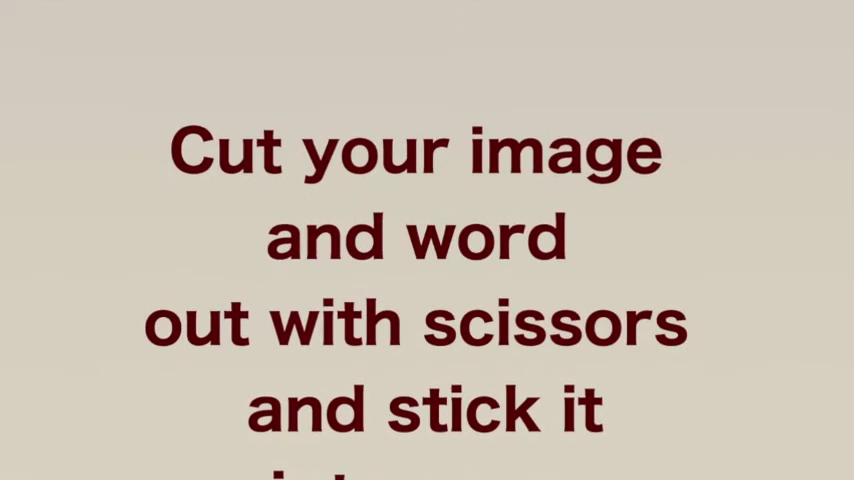 Cut your image
and word
out with scissors
and stick it